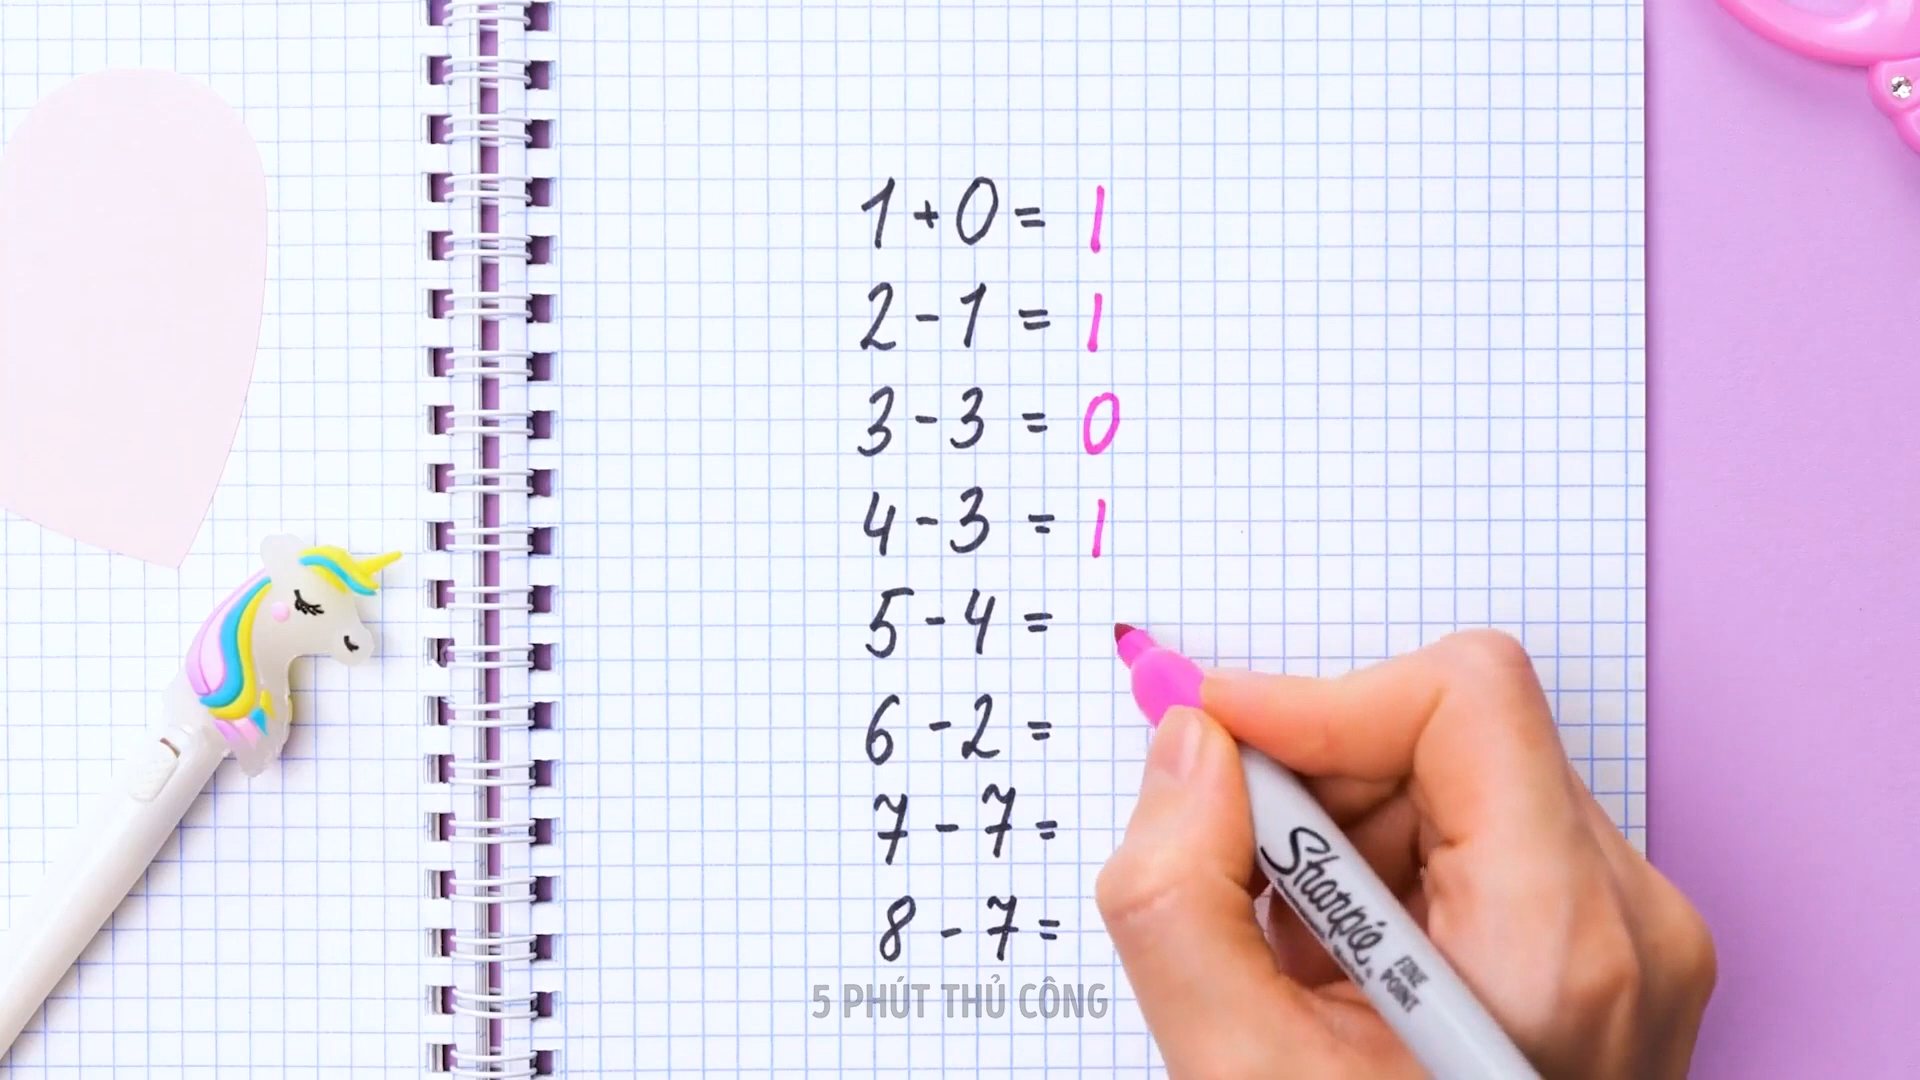 1 + 0 = 1
2 - 1 = 1
3 - 3 = 0
4 - 3 = 1
5 - 4 =
6 - 2 =
7 - 7 =
8 - 7 =
Sharpie
FINE
POINT
5 PHÚT THỦ CÔNG